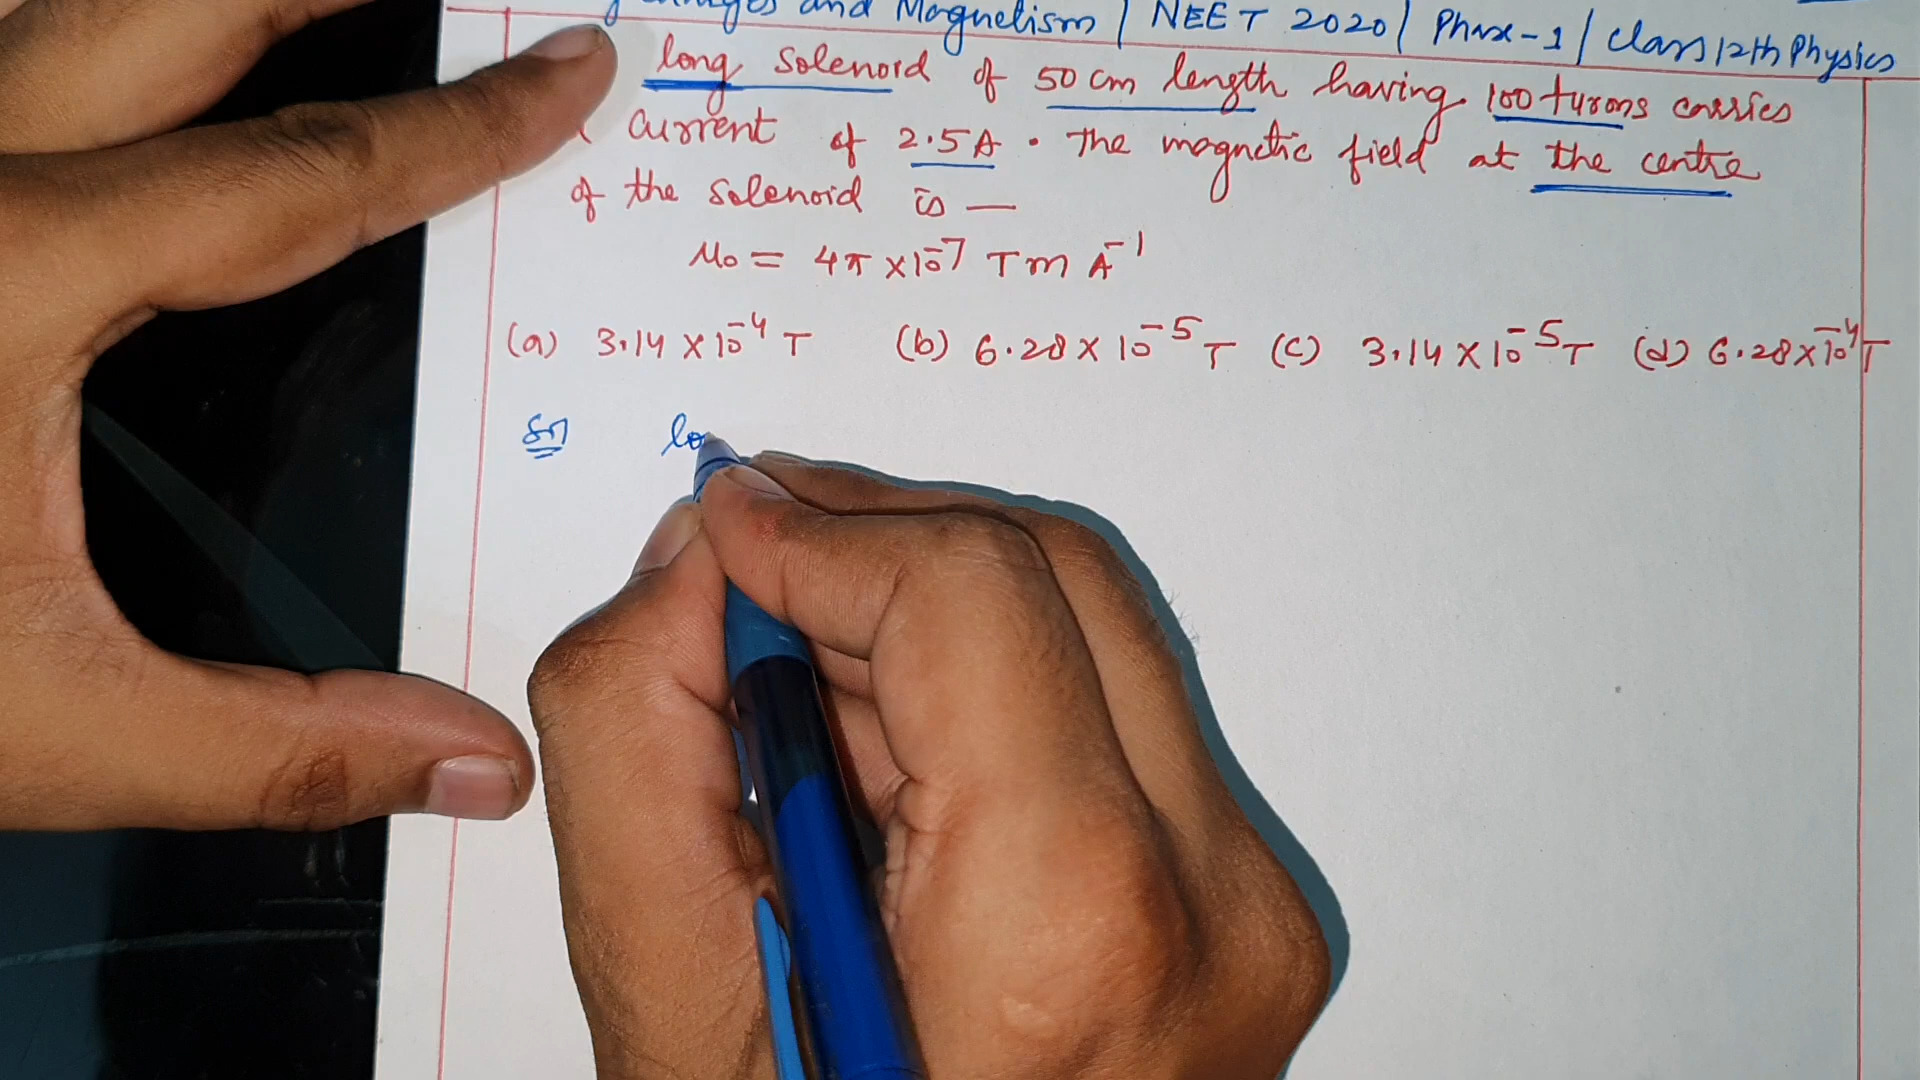 and Magnetism | NEET 2020 | Phase-1 | Class 12th Physics
long solenoid of 50 cm length having 100 turns carries
current of 2.5A. The magnetic field at the centre
of the solenoid is —
μ₀ = 4π × 10⁻⁷ T m A⁻¹
(a) 3.14 × 10⁻⁴ T (b) 6.28 × 10⁻⁵ T (c) 3.14 × 10⁻⁵ T (d) 6.28 × 10⁻⁴ T
Sol lo